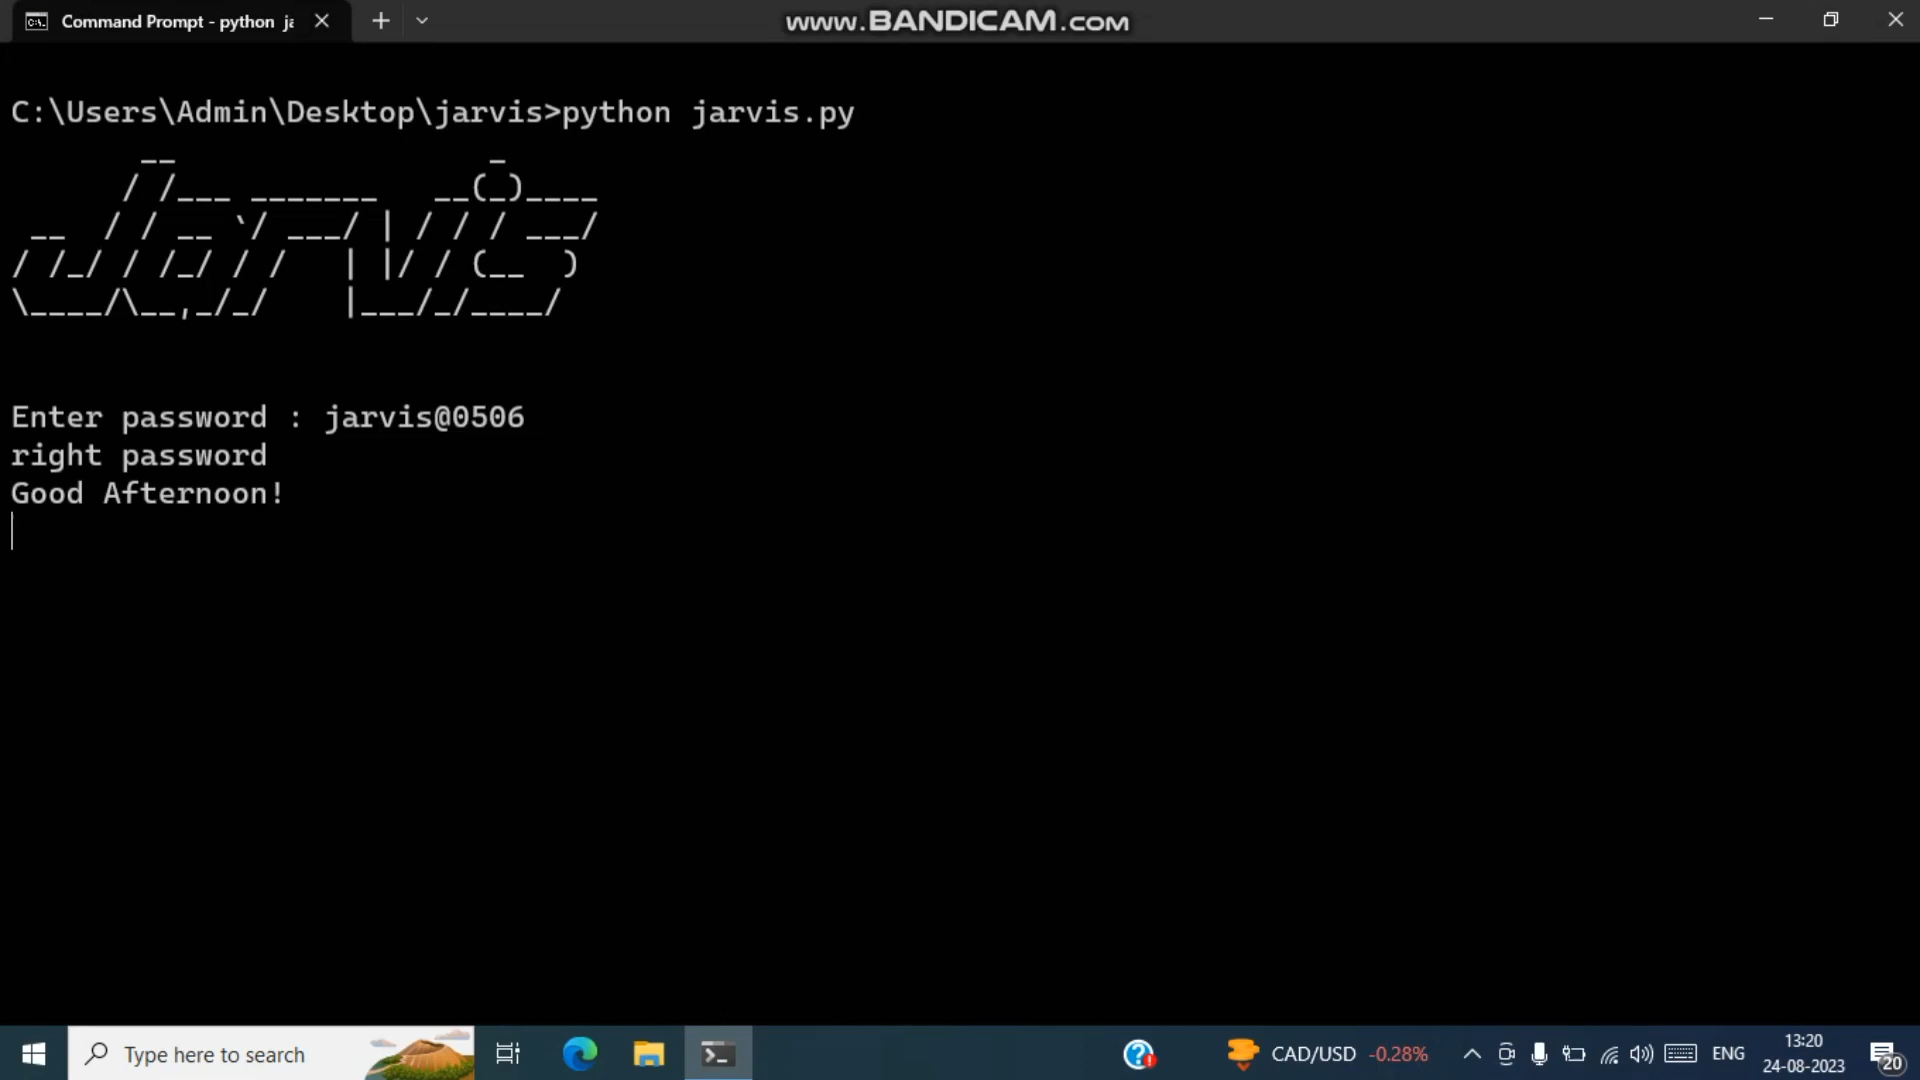 Command Prompt - python ja
www.BANDICAM.com
C:\Users\Admin\Desktop\jarvis>python jarvis.py
Jarvis
Enter password : jarvis@0506
right password
Good Afternoon!
Type here to search
CAD/USD -0.28%
ENG
13:20
24-08-2023
20